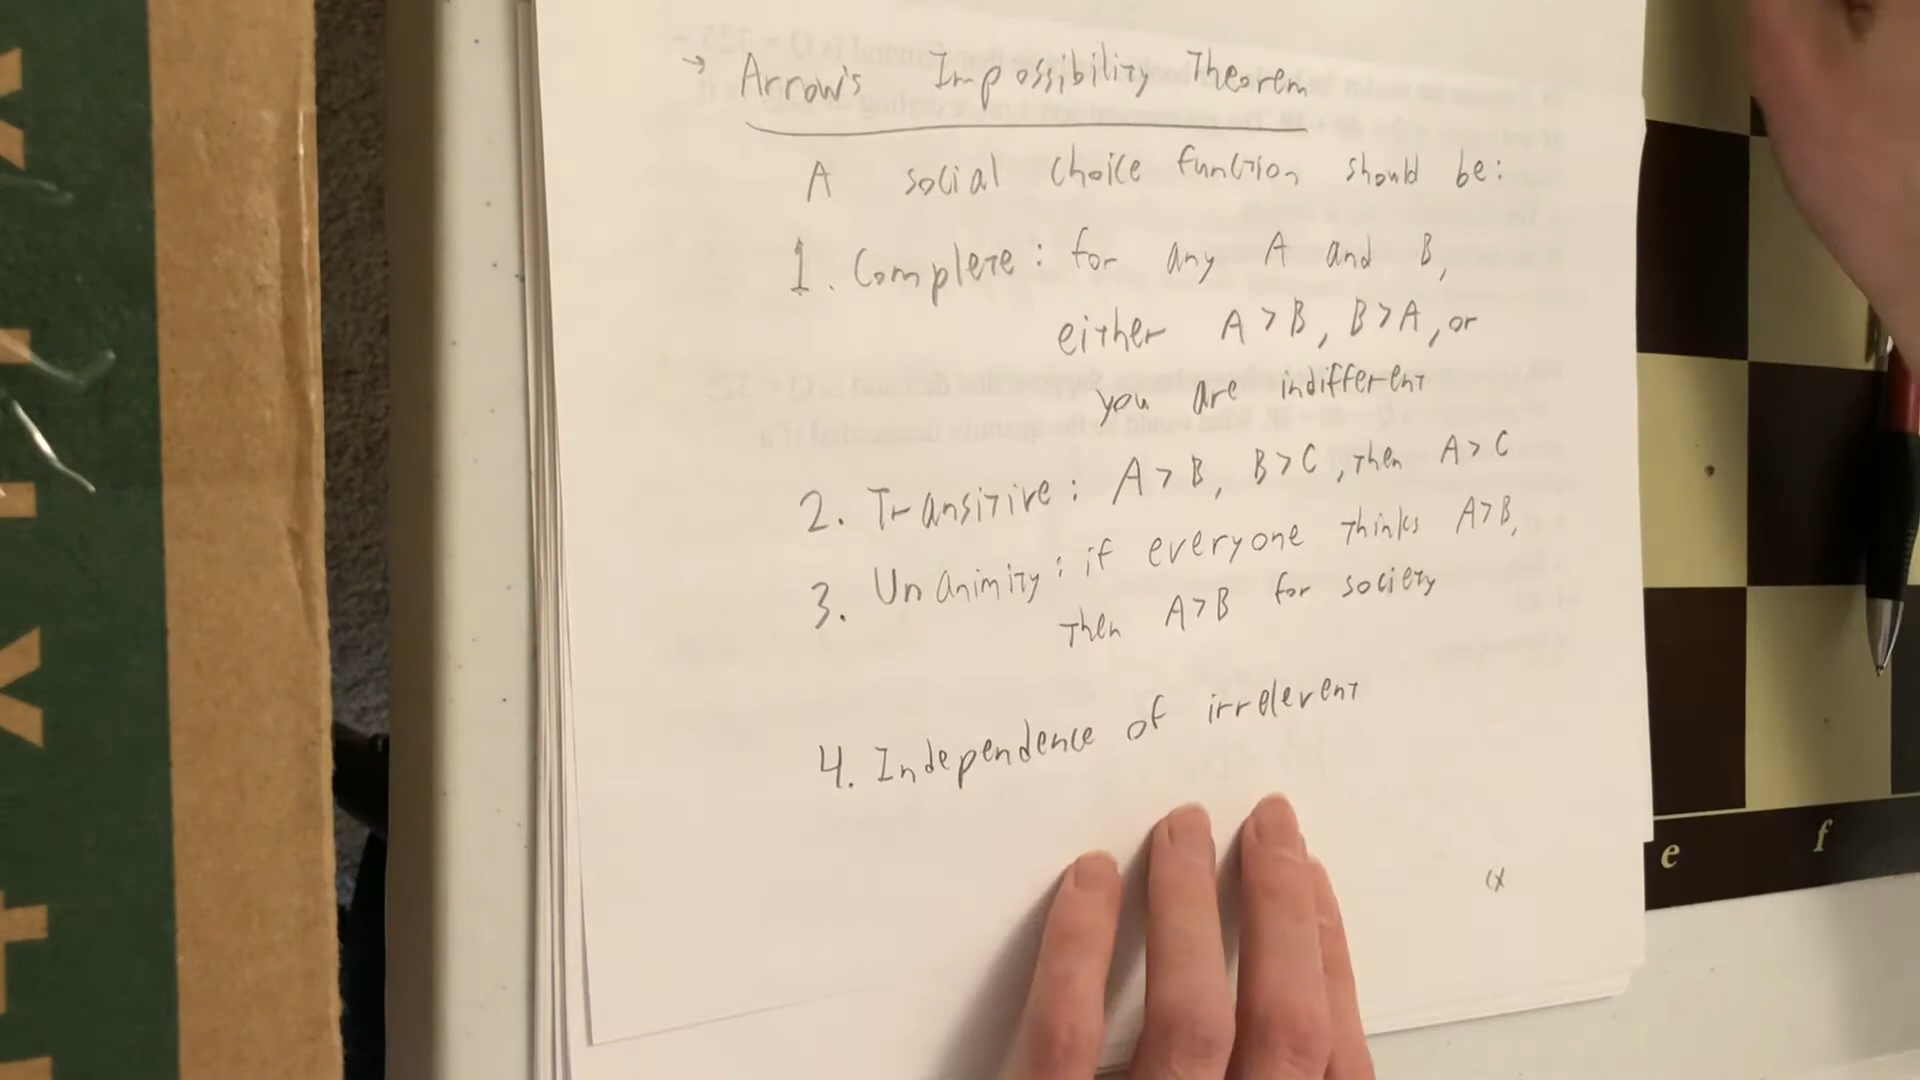 → Arrow's Impossibility Theorem
A social choice function should be:
1. Complete: for any A and B,
either A > B, B > A, or
you are indifferent
2. Transitive: A > B, B > C, then A > C
3. Unanimity: if everyone thinks A > B,
then A > B for society
4. Independence of irrelevent
e f